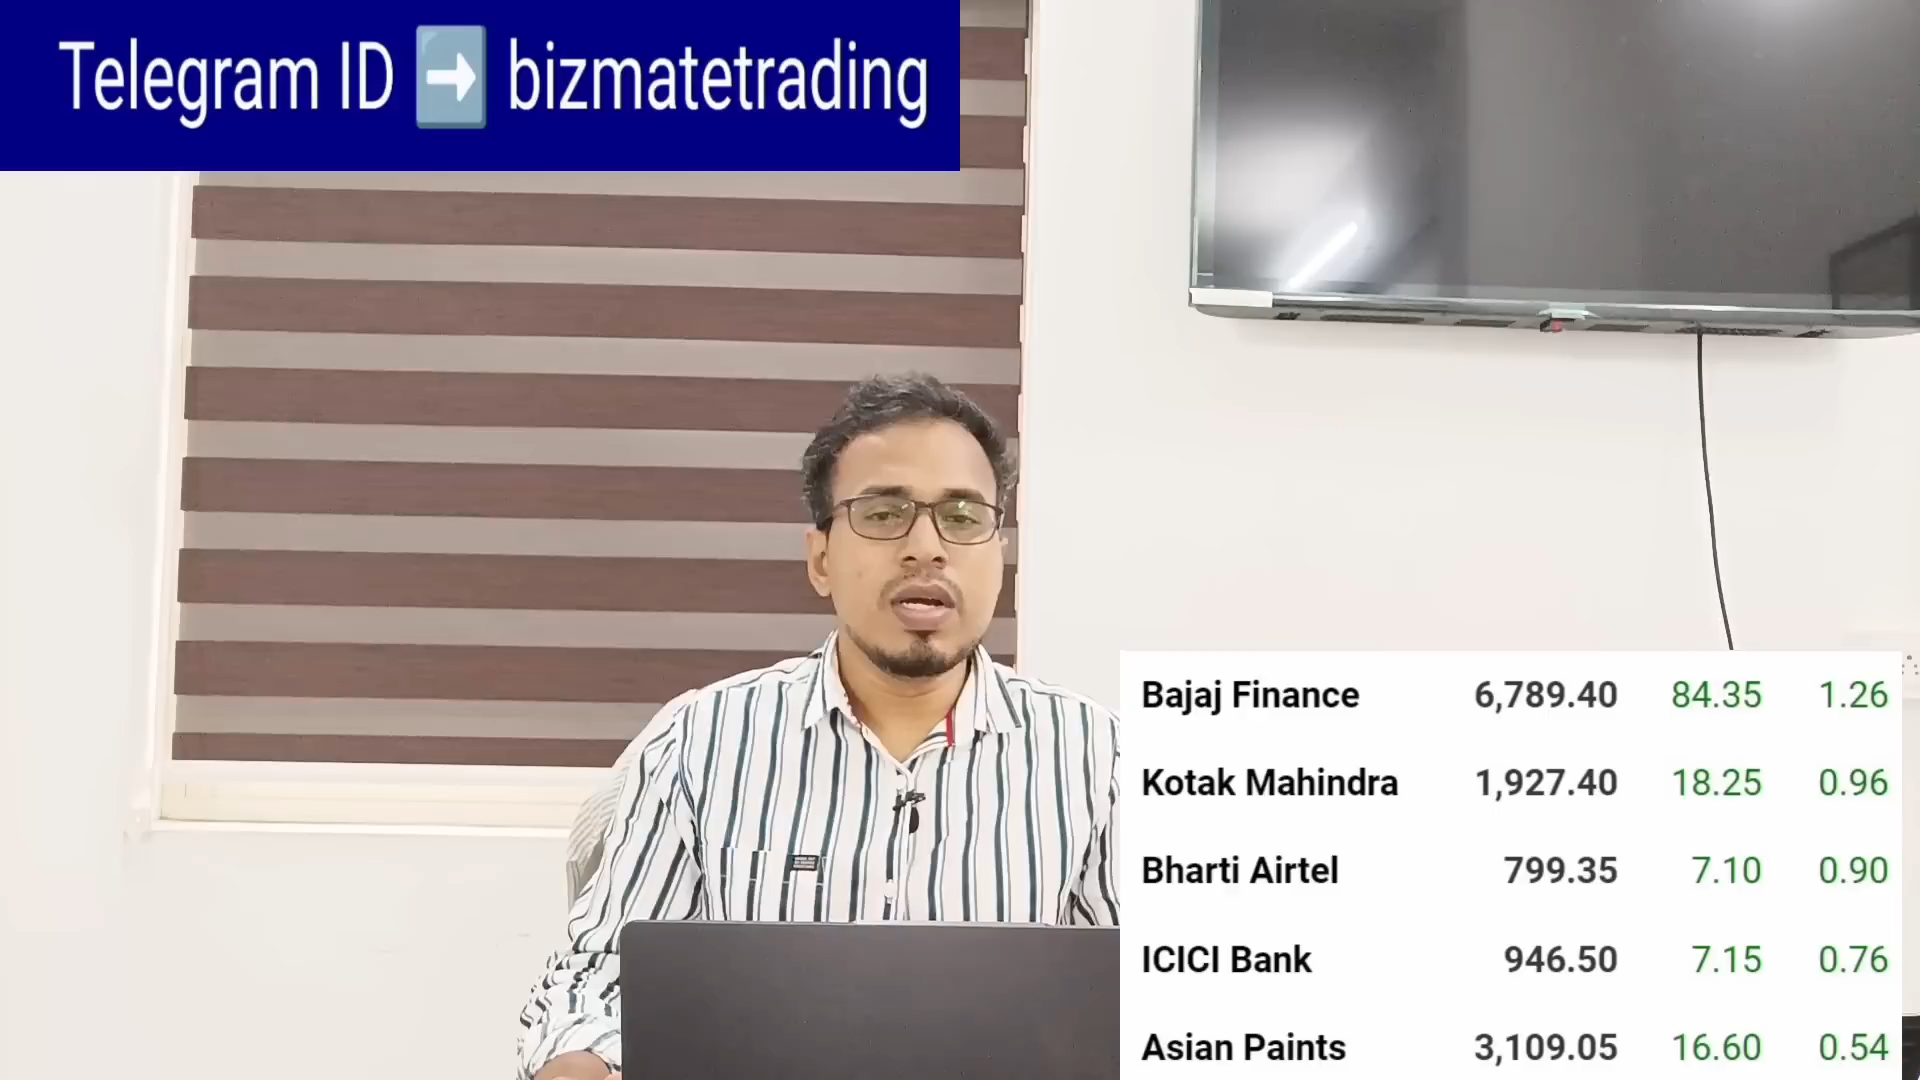 Telegram ID ➡ bizmatetrading
Bajaj Finance 6,789.40 84.35 1.26
Kotak Mahindra 1,927.40 18.25 0.96
Bharti Airtel 799.35 7.10 0.90
ICICI Bank 946.50 7.15 0.76
Asian Paints 3,109.05 16.60 0.54